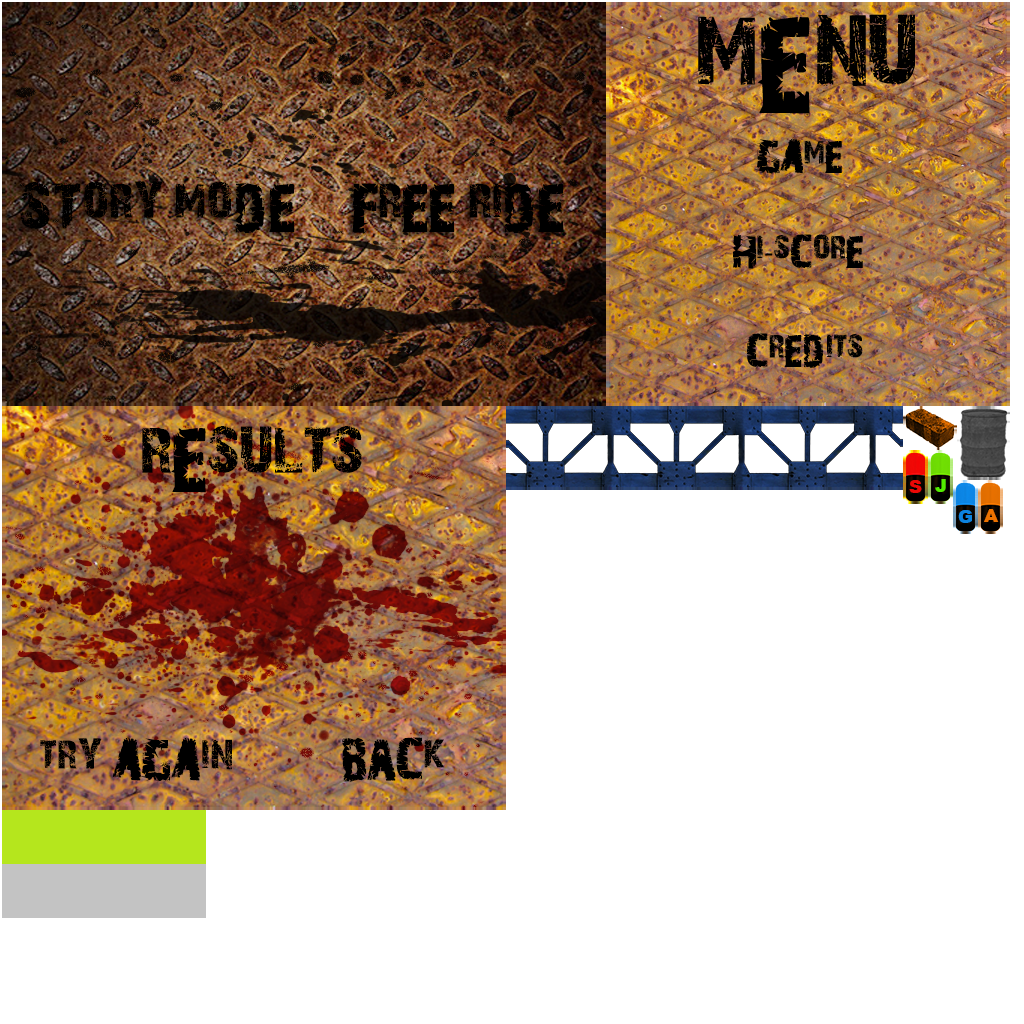 STORY MODE FREE RIDE
MENU
GAME
HI-SCORE
CREDITS
RESULTS
TRY AGAIN BACK
S J
G A